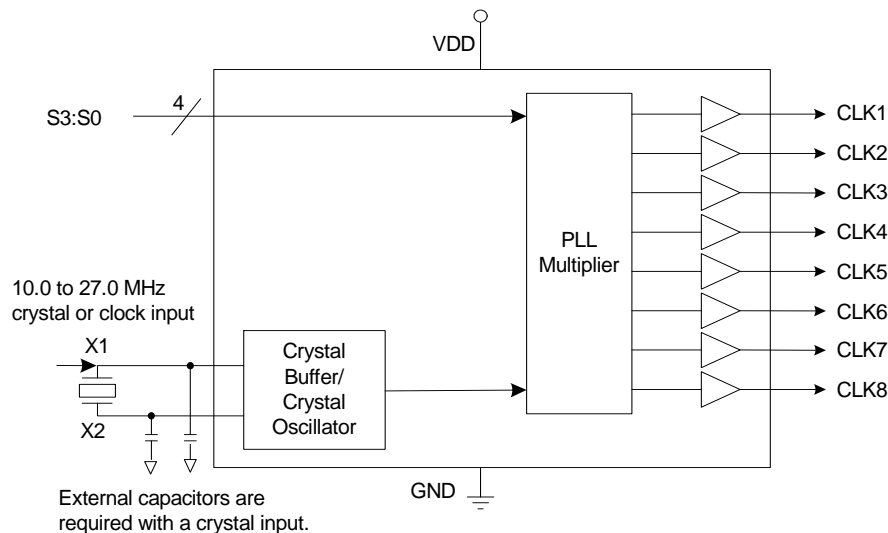 VDD
4
S3:S0
CLK1
CLK2
CLK3
CLK4
PLL
Multiplier
CLK5
CLK6
CLK7
CLK8
10.0 to 27.0 MHz
crystal or clock input
X1
X2
Crystal
Buffer/
Crystal
Oscillator
GND
External capacitors are
required with a crystal input.